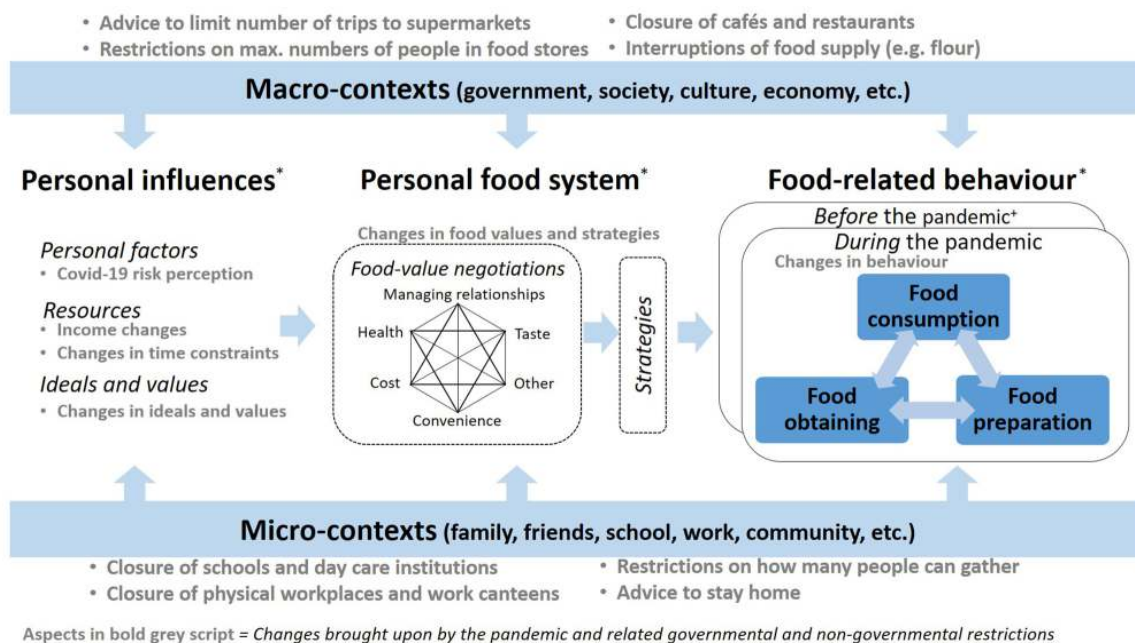 • Advice to limit number of trips to supermarkets
• Restrictions on max. numbers of people in food stores
• Closure of cafés and restaurants
• Interruptions of food supply (e.g. flour)
Macro-contexts (government, society, culture, economy, etc.)
Personal influences*
Personal factors
• Covid-19 risk perception
Resources
• Income changes
• Changes in time constraints
Ideals and values
• Changes in ideals and values
Personal food system*
Changes in food values and strategies
Food-value negotiations
Managing relationships
Health
Taste
Cost
Other
Convenience
Strategies
Food-related behaviour*
Before the pandemic⁺
During the pandemic
Changes in behaviour
Food
consumption
Food
obtaining
Food
preparation
Micro-contexts (family, friends, school, work, community, etc.)
• Closure of schools and day care institutions
• Closure of physical workplaces and work canteens
• Restrictions on how many people can gather
• Advice to stay home
Aspects in bold grey script = Changes brought upon by the pandemic and related governmental and non-governmental restrictions